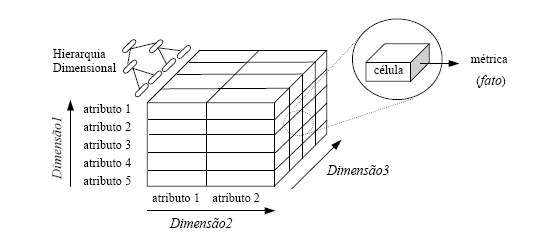 Hierarquia
Dimensional
célula
métrica
(fato)
Dimensão1
atributo 1
atributo 2
atributo 3
atributo 4
atributo 5
atributo 1
atributo 2
Dimensão2
Dimensão3